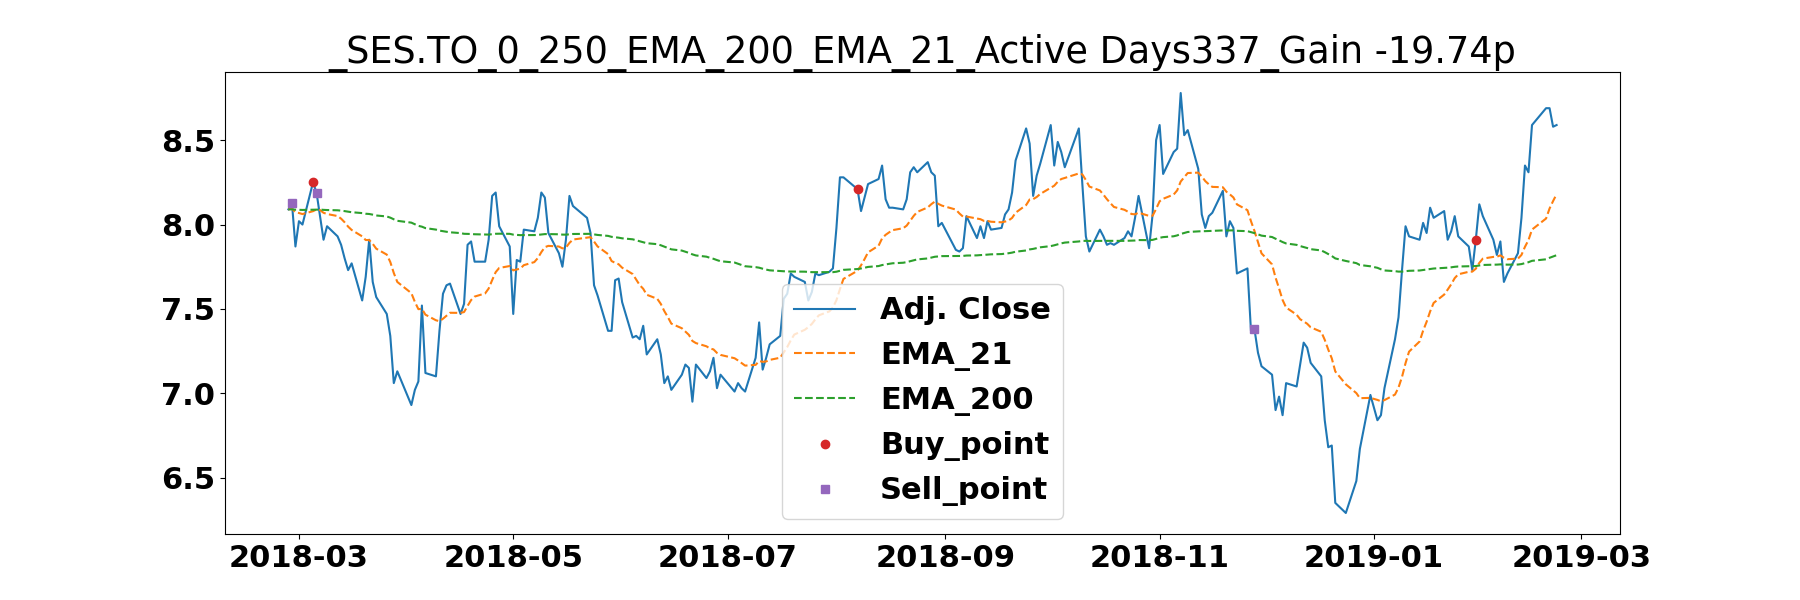 _SES.TO_0_250_EMA_200_EMA_21_Active Days337_Gain -19.74p
8.5
8.0
7.5
7.0
6.5
Adj. Close
EMA_21
EMA_200
Buy_point
Sell_point
2018-03 2018-05 2018-07 2018-09 2018-11 2019-01 2019-03